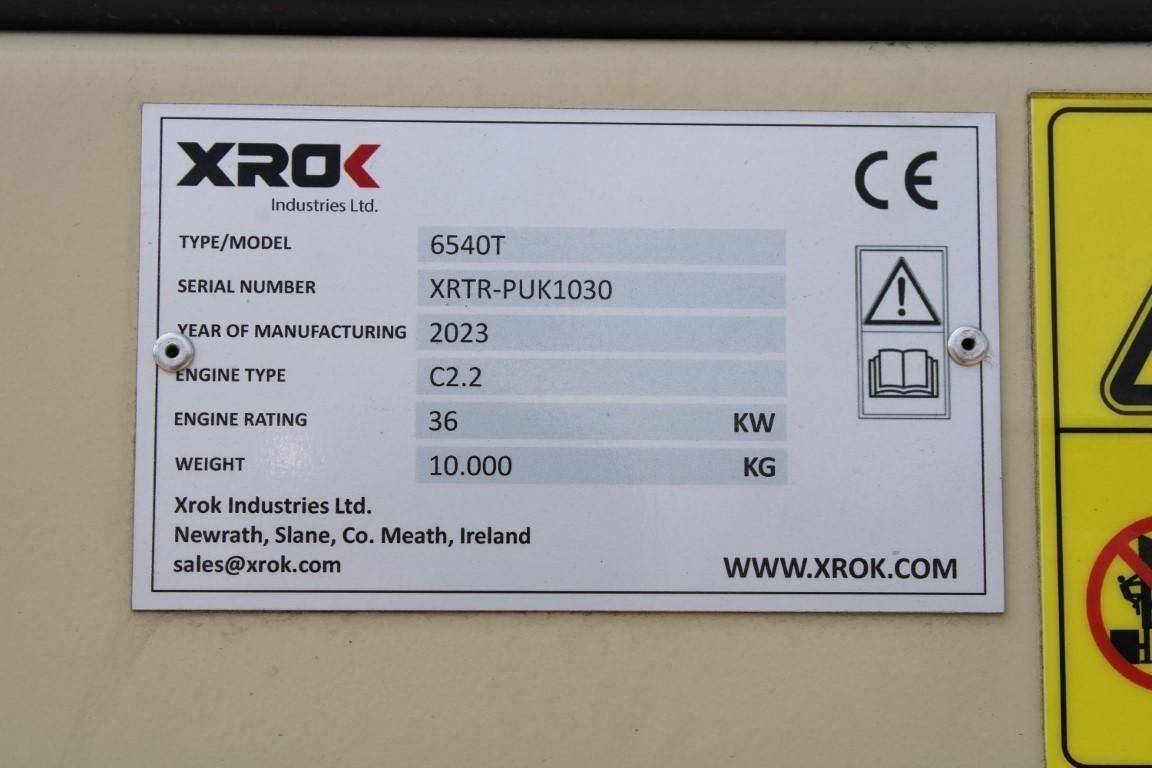 XROK
Industries Ltd.
CE
TYPE/MODEL 6540T
SERIAL NUMBER XRTR-PUK1030
YEAR OF MANUFACTURING 2023
ENGINE TYPE C2.2
ENGINE RATING 36 KW
WEIGHT 10.000 KG
Xrok Industries Ltd.
Newrath, Slane, Co. Meath, Ireland
sales@xrok.com
WWW.XROK.COM